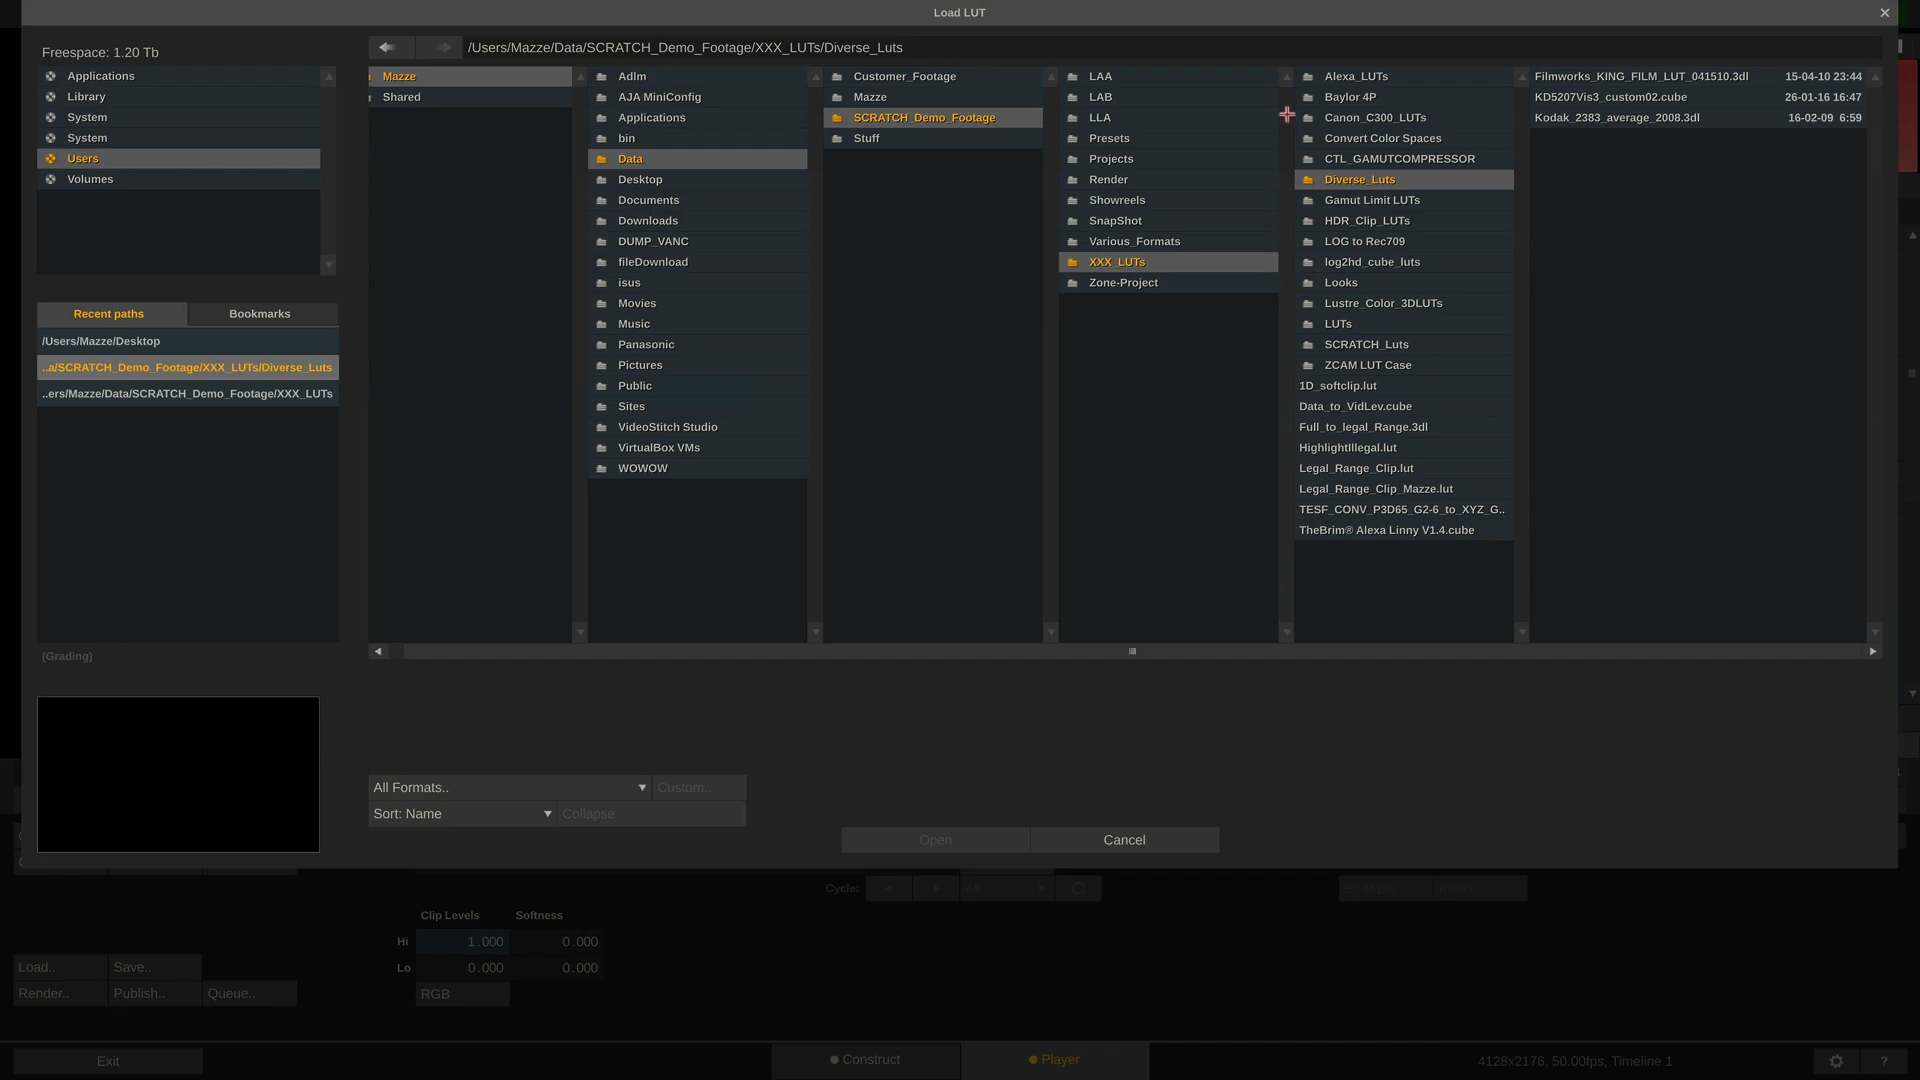 Load LUT
Freespace: 1.20 Tb
/Users/Mazze/Data/SCRATCH_Demo_Footage/XXX_LUTs/Diverse_Luts
Applications
Library
System
System
Users
Volumes
Recent paths
Bookmarks
/Users/Mazze/Desktop
..a/SCRATCH_Demo_Footage/XXX_LUTs/Diverse_Luts
..ers/Mazze/Data/SCRATCH_Demo_Footage/XXX_LUTs
(Grading)
Mazze
Shared
Adlm
AJA MiniConfig
Applications
bin
Data
Desktop
Documents
Downloads
DUMP_VANC
fileDownload
isus
Movies
Music
Panasonic
Pictures
Public
Sites
VideoStitch Studio
VirtualBox VMs
WOWOW
Customer_Footage
Mazze
SCRATCH_Demo_Footage
Stuff
LAA
LAB
LLA
Presets
Projects
Render
Showreels
SnapShot
Various_Formats
XXX_LUTs
Zone-Project
Alexa_LUTs
Baylor 4P
Canon_C300_LUTs
Convert Color Spaces
CTL_GAMUTCOMPRESSOR
Diverse_Luts
Gamut Limit LUTs
HDR_Clip_LUTs
LOG to Rec709
log2hd_cube_luts
Looks
Lustre_Color_3DLUTs
LUTs
SCRATCH_Luts
ZCAM LUT Case
1D_softclip.lut
Data_to_VidLev.cube
Full_to_legal_Range.3dl
HighlightIllegal.lut
Legal_Range_Clip.lut
Legal_Range_Clip_Mazze.lut
TESF_CONV_P3D65_G2-6_to_XYZ_G..
TheBrim® Alexa Linny V1.4.cube
Filmworks_KING_FILM_LUT_041510.3dl 15-04-10 23:44
KD5207Vis3_custom02.cube 26-01-16 16:47
Kodak_2383_average_2008.3dl 16-02-09 6:59
All Formats..
Custom..
Sort: Name
Collapse
Open
Cancel
Cycle:
All
By Mask
Reset
Clip Levels Softness
Hi 1.000 0.000
Lo 0.000 0.000
RGB
Load..
Save..
Render..
Publish..
Queue..
Exit
Construct
Player
4128x2176, 50.00fps, Timeline 1
?